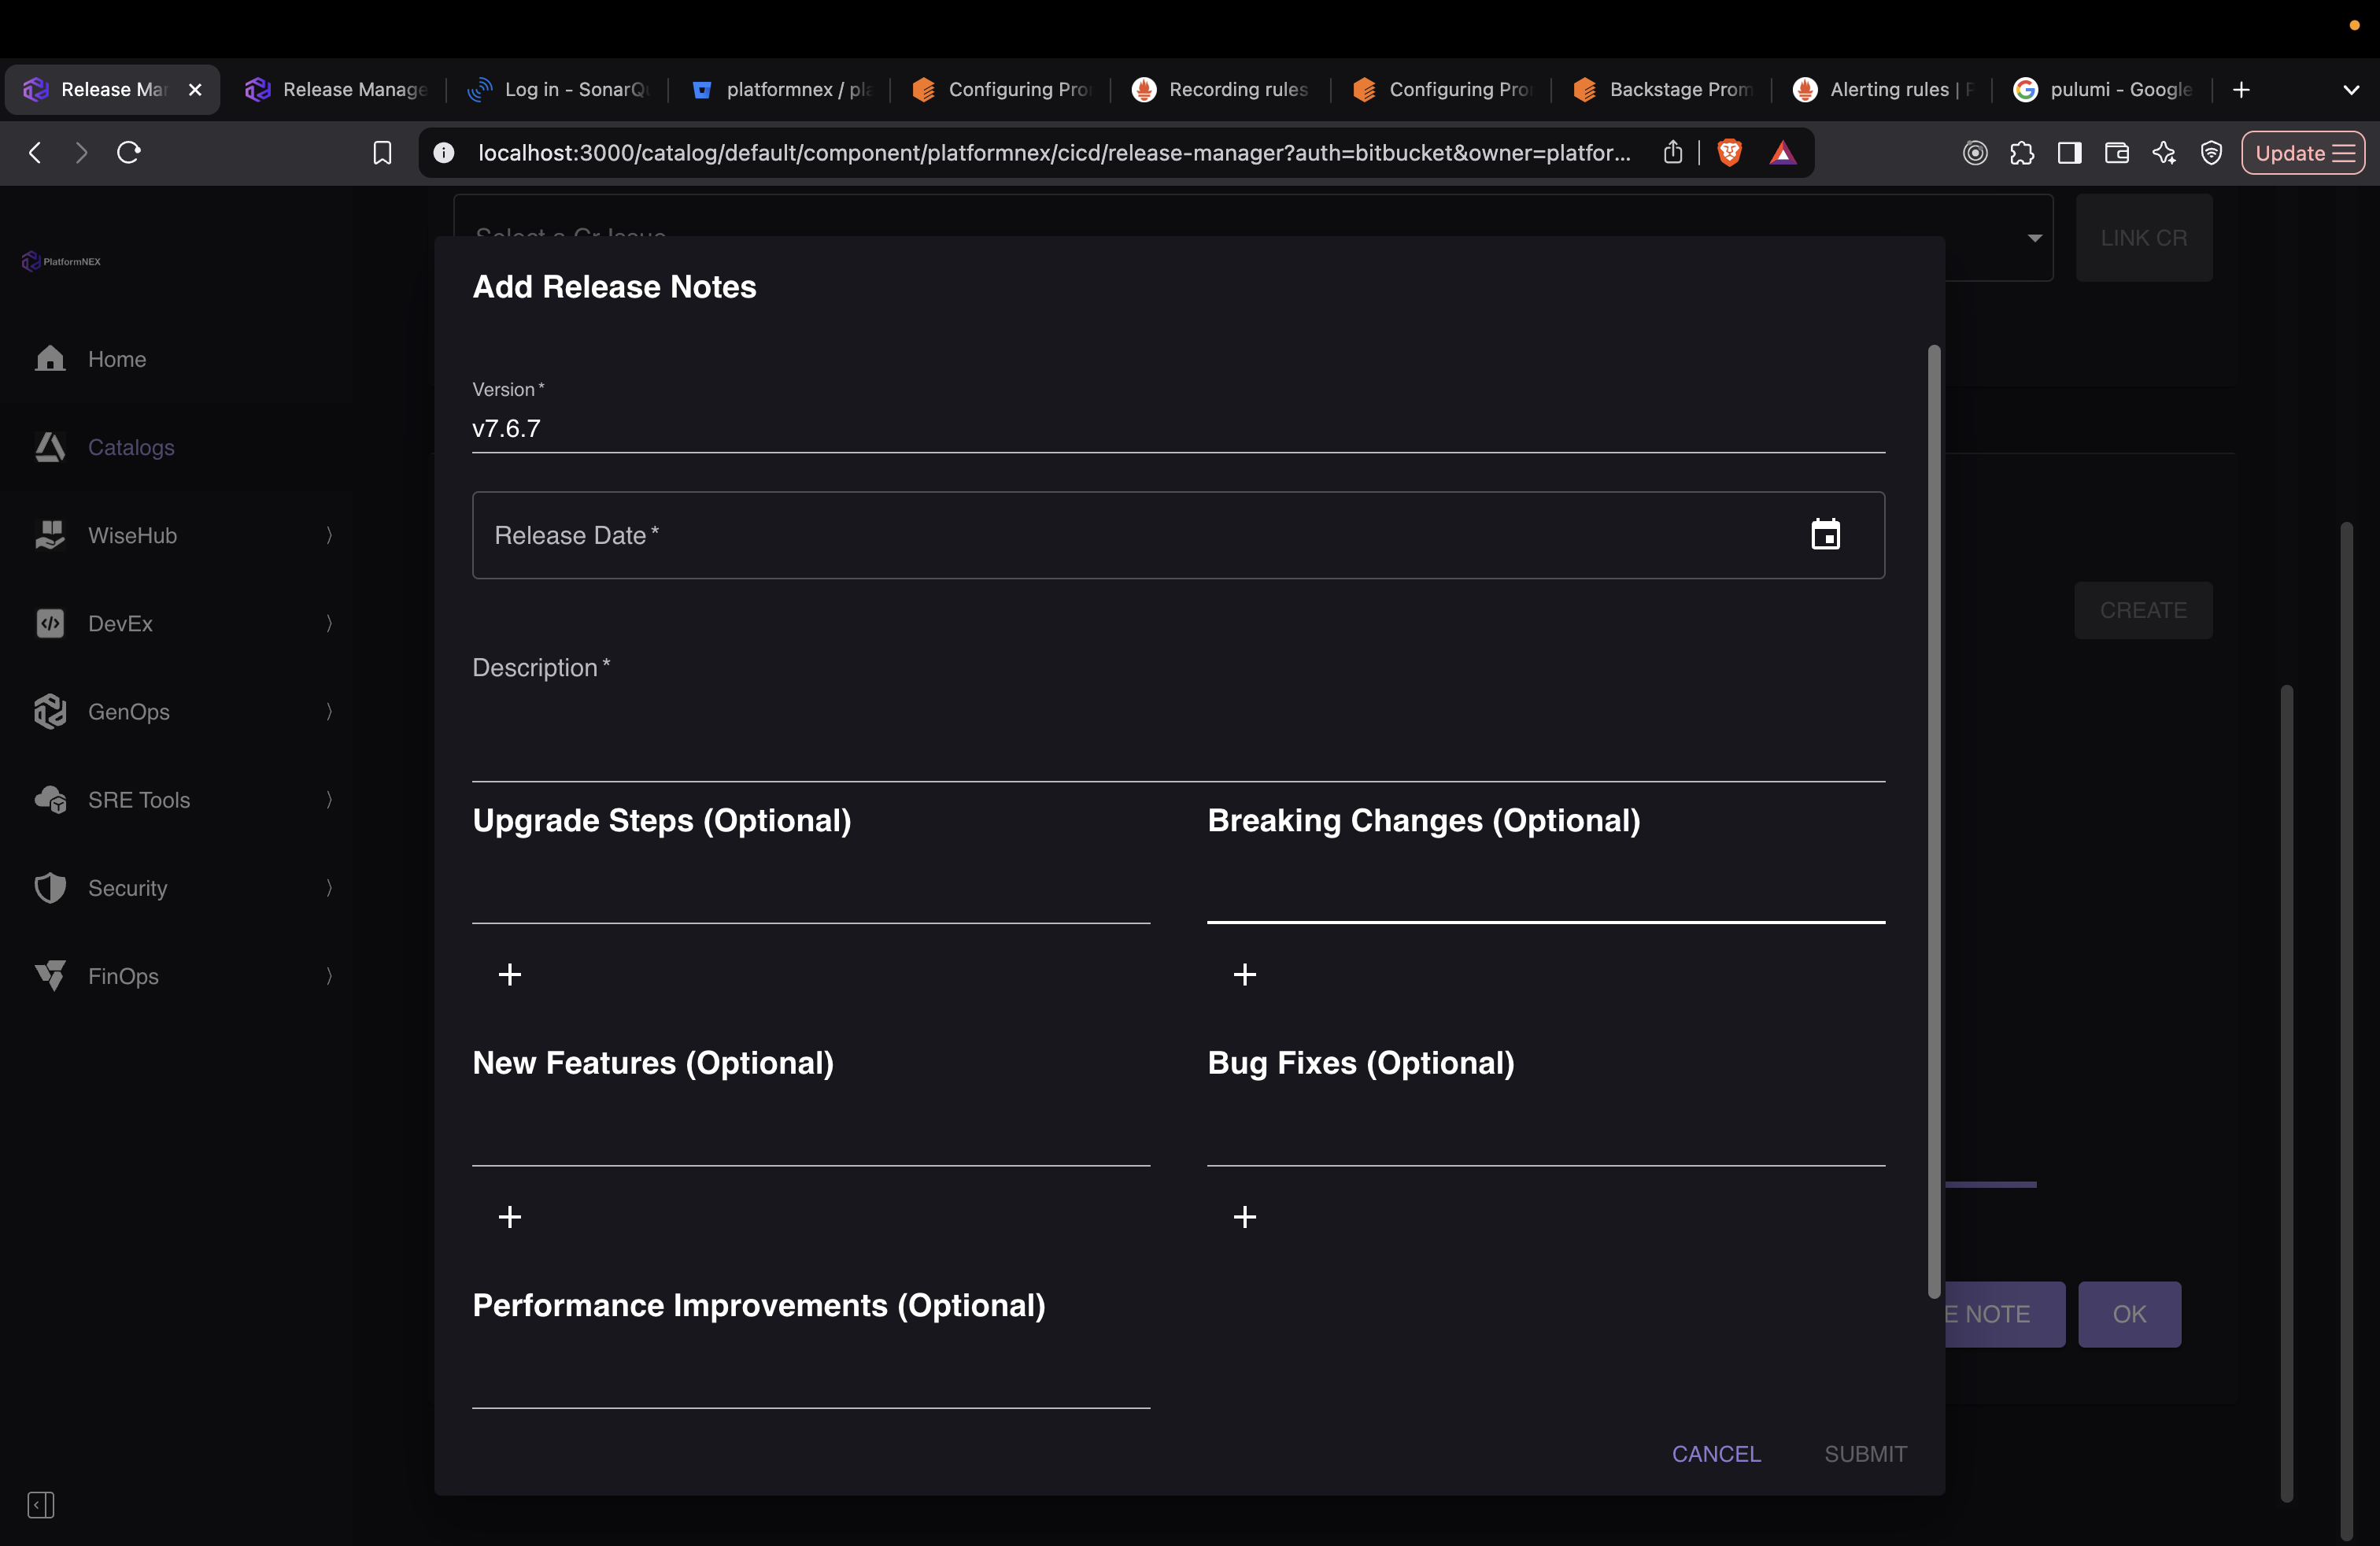 Release Ma
Release Manage
Log in - SonarQu
platformnex / pla
Configuring Pro
Recording rules
Configuring Pro
Backstage Prom
Alerting rules | P
pulumi - Google
localhost:3000/catalog/default/component/platformnex/cicd/release-manager?auth=bitbucket&owner=platfor...
Update
PlatformNEX
Home
Catalogs
WiseHub
DevEx
GenOps
SRE Tools
Security
FinOps
Select a Cr Issue
LINK CR
CREATE
Add Release Notes
Version *
v7.6.7
Release Date *
Description *
Upgrade Steps (Optional)
Breaking Changes (Optional)
New Features (Optional)
Bug Fixes (Optional)
Performance Improvements (Optional)
E NOTE
OK
CANCEL
SUBMIT